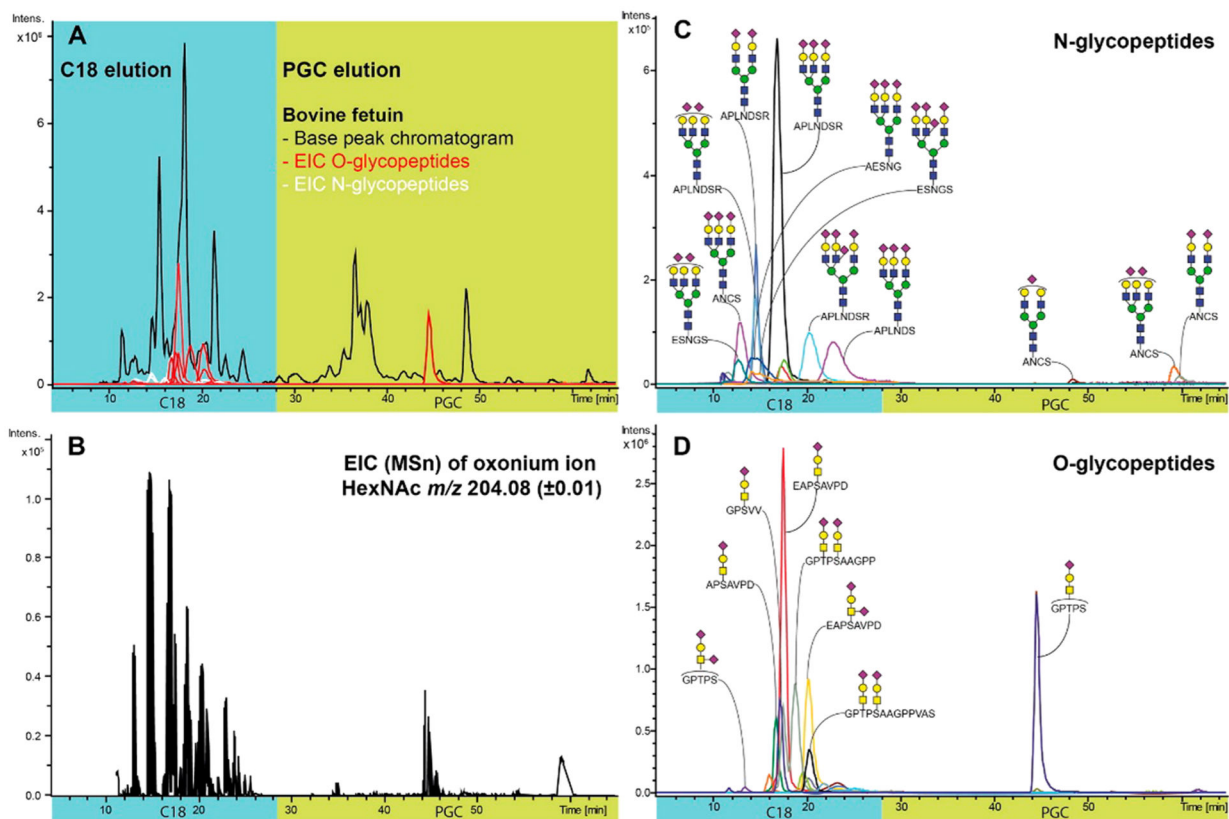 Intens.
x10⁶
A
C18 elution
PGC elution
Bovine fetuin
- Base peak chromatogram
- EIC O-glycopeptides
- EIC N-glycopeptides
8
6
4
2
0
10
20
30
40
50
Time [min]
C18
PGC
Intens.
x10⁵
B
EIC (MSn) of oxonium ion
HexNAc m/z 204.08 (±0.01)
1.0
0.8
0.6
0.4
0.2
0.0
10
20
30
40
50
Time [min]
C18
PGC
Intens.
x10⁵
C
N-glycopeptides
APLNDSR
APLNDSR
APLNDSR
AESNG
ESNGS
ANCS
ESNGS
APLNDSR
APLNDS
ANCS
ANCS
ANCS
6
4
2
0
10
20
30
40
50
Time [min]
C18
PGC
Intens.
x10⁶
D
O-glycopeptides
EAPSAVPD
GPSVV
GPTPSAAGPP
APSAVPD
EAPSAVPD
GPTPS
GPTPS
GPTPSAAGPPVAS
2.5
2.0
1.5
1.0
0.5
0.0
10
20
30
40
50
Time [min]
C18
PGC